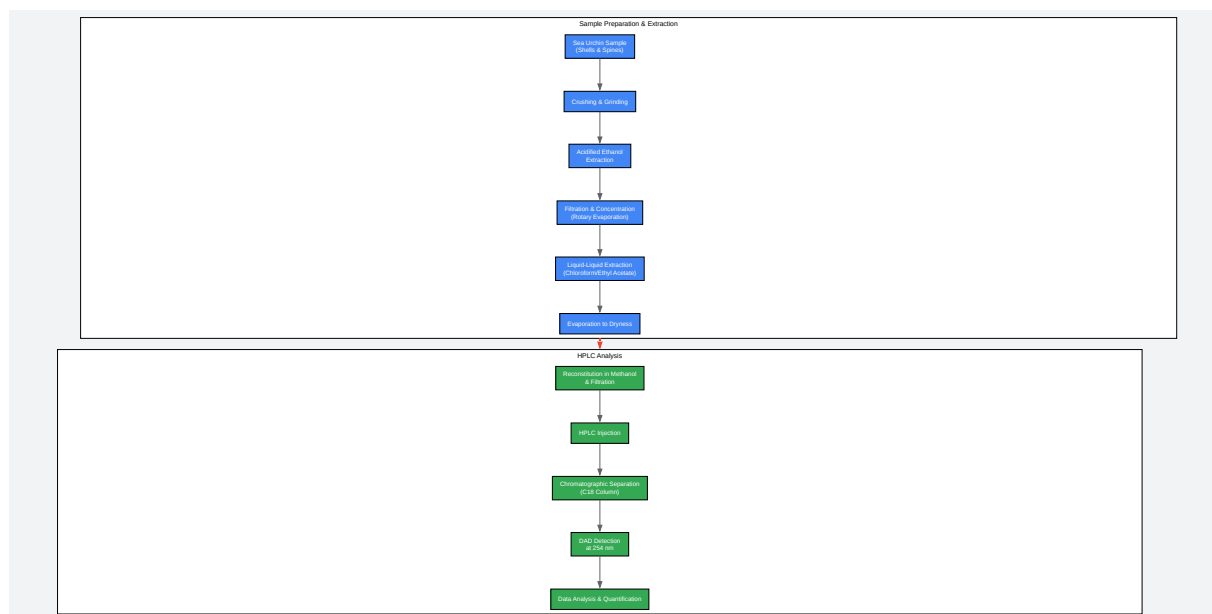 Sample Preparation & Extraction
Sea Urchin Sample
(Shells & Spines)
Crushing & Grinding
Acidified Ethanol
Extraction
Filtration & Concentration
(Rotary Evaporation)
Liquid-Liquid Extraction
(Chloroform/Ethyl Acetate)
Evaporation to Dryness
HPLC Analysis
Reconstitution in Methanol
& Filtration
HPLC Injection
Chromatographic Separation
(C18 Column)
DAD Detection
at 254 nm
Data Analysis & Quantification